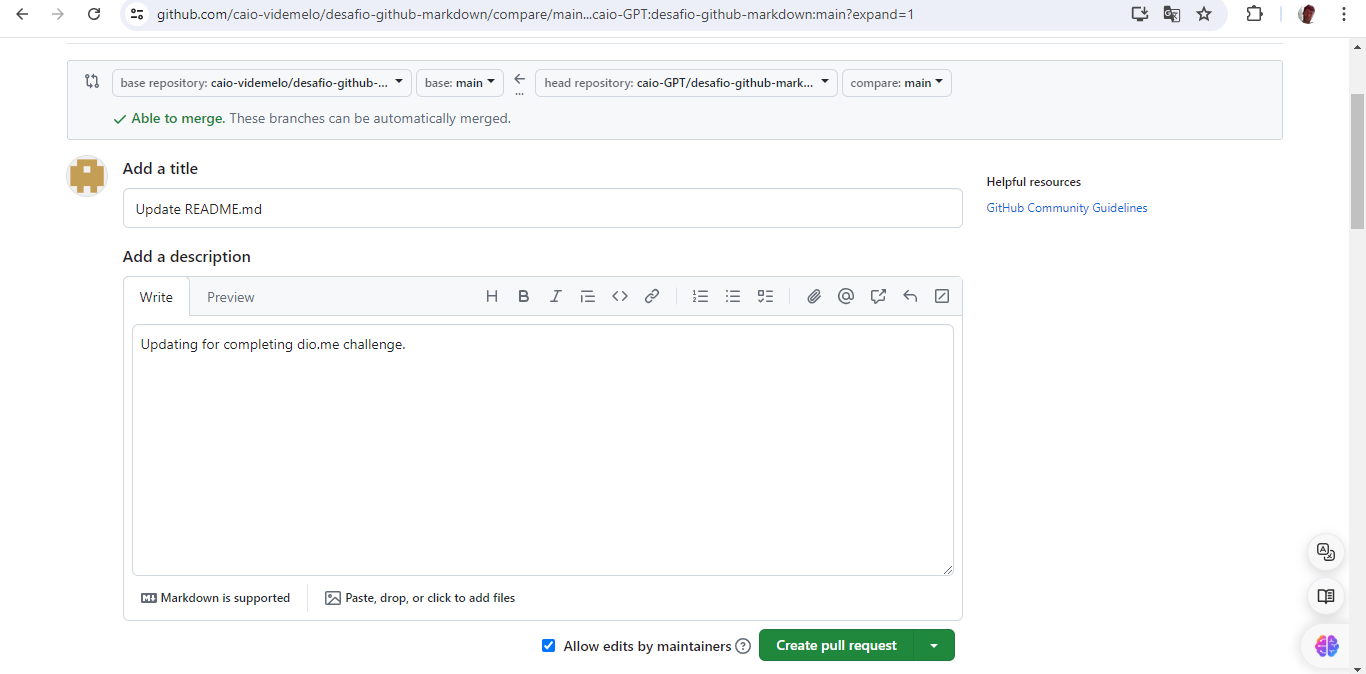 github.com/caio-videmelo/desafio-github-markdown/compare/main...caio-GPT:desafio-github-markdown:main?expand=1
base repository: caio-videmelo/desafio-github-... base: main ... head repository: caio-GPT/desafio-github-mark... compare: main
Able to merge. These branches can be automatically merged.
Add a title
Helpful resources
Update README.md
GitHub Community Guidelines
Add a description
Write Preview
Updating for completing dio.me challenge.
Markdown is supported Paste, drop, or click to add files
Allow edits by maintainers Create pull request